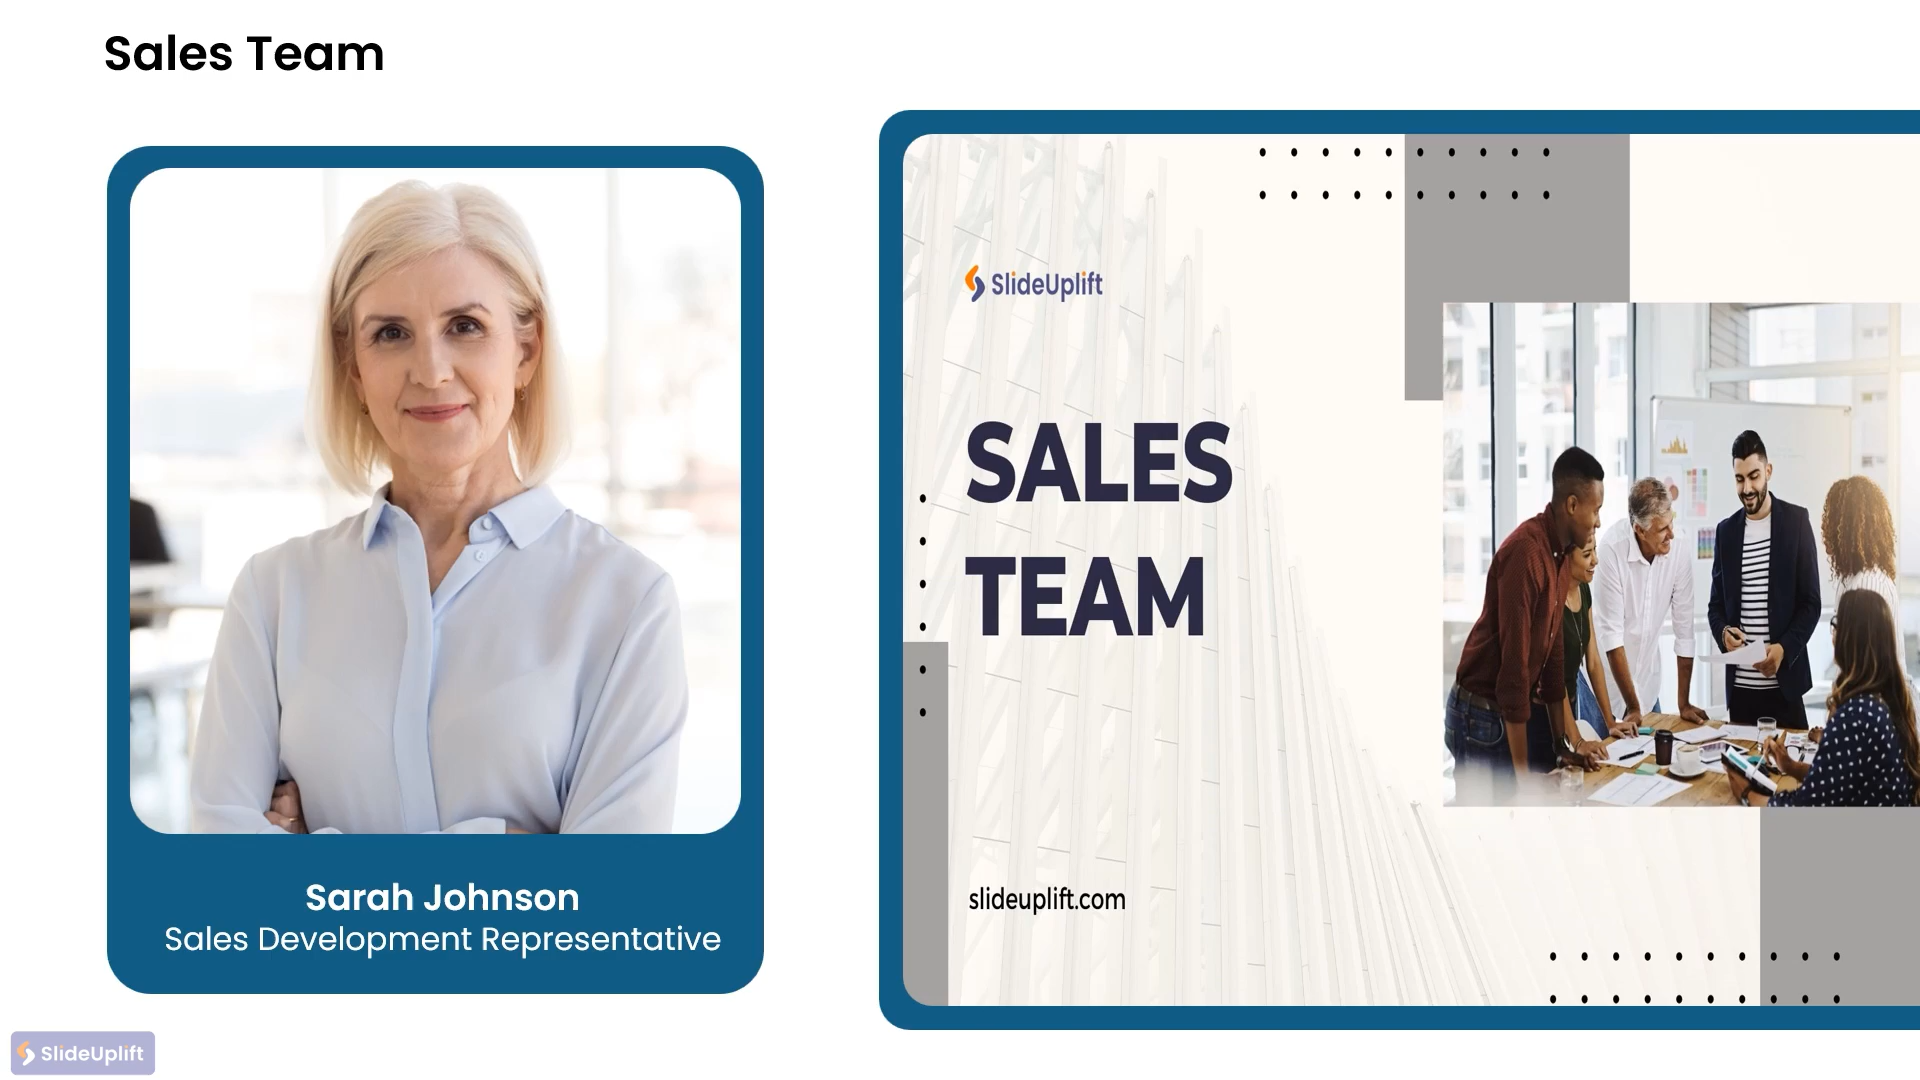 Sales Team
Sarah Johnson
Sales Development Representative
SlideUplift
SALES
TEAM
slideuplift.com
SlideUplift